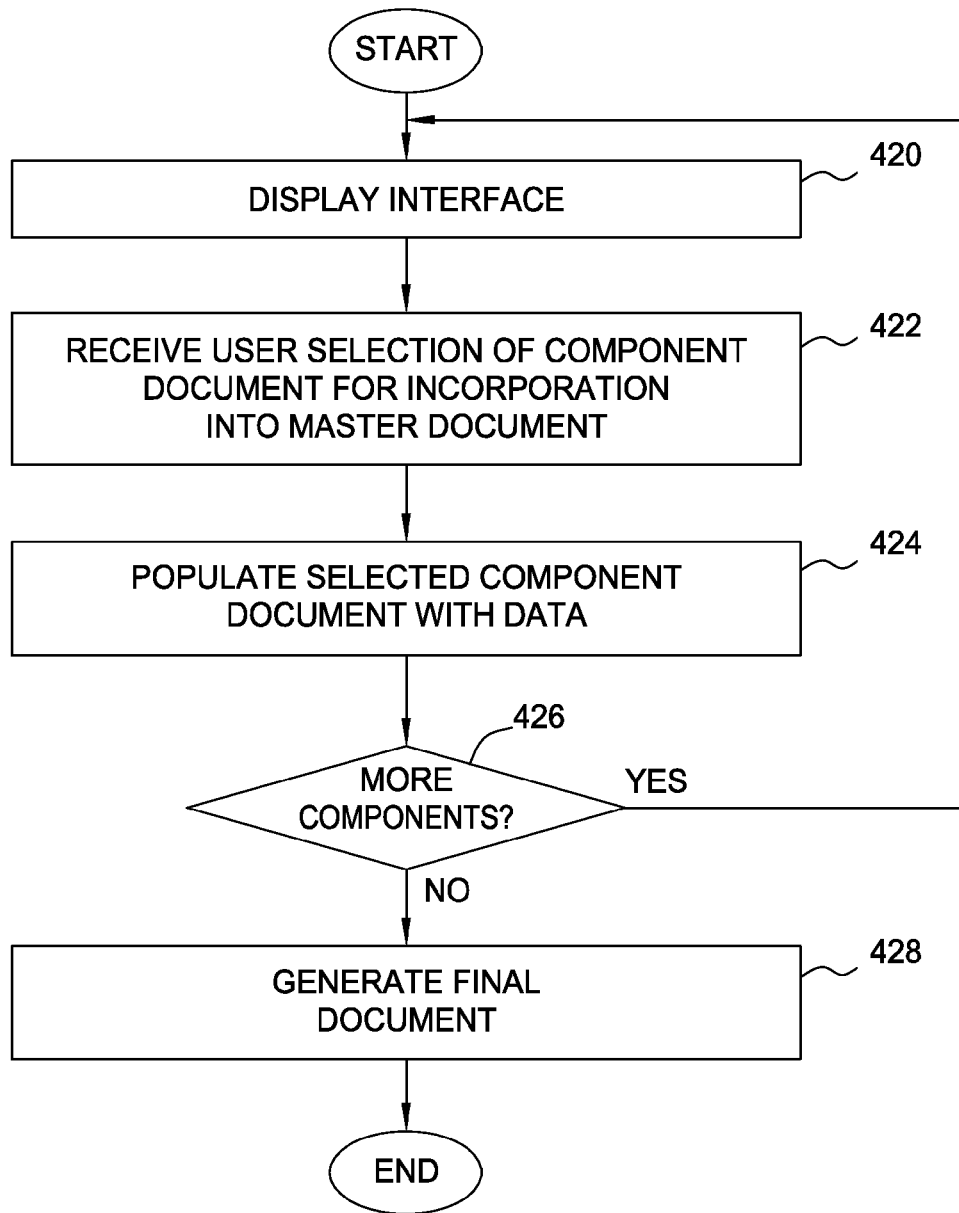 START
420
DISPLAY INTERFACE
422
RECEIVE USER SELECTION OF COMPONENT
DOCUMENT FOR INCORPORATION
INTO MASTER DOCUMENT
424
POPULATE SELECTED COMPONENT
DOCUMENT WITH DATA
426
MORE
COMPONENTS?
YES
NO
428
GENERATE FINAL
DOCUMENT
END